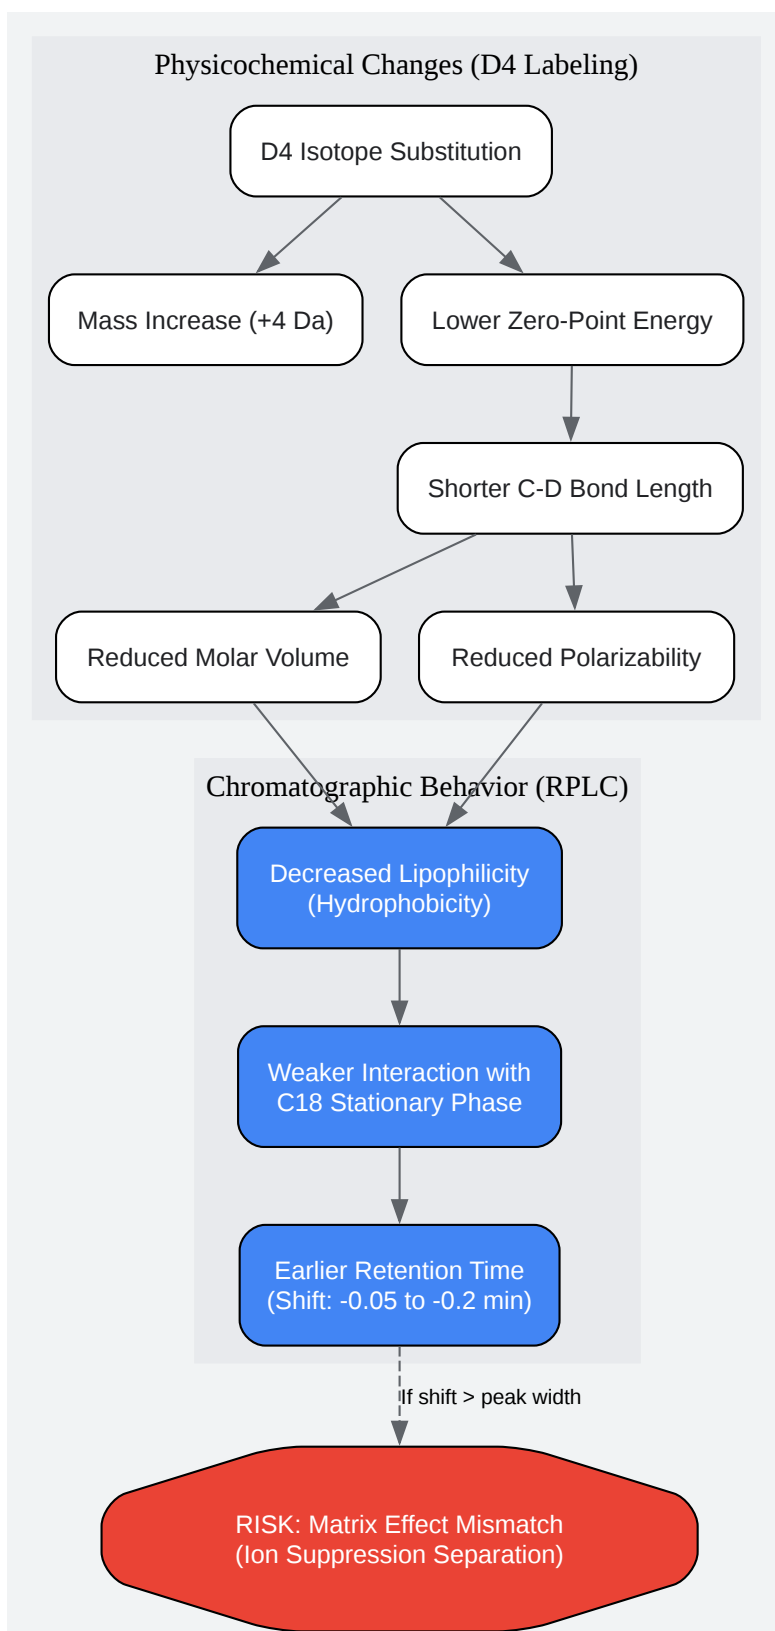 Physicochemical Changes (D4 Labeling)
D4 Isotope Substitution
Mass Increase (+4 Da)
Lower Zero-Point Energy
Shorter C-D Bond Length
Reduced Molar Volume
Reduced Polarizability
Chromatographic Behavior (RPLC)
Decreased Lipophilicity
(Hydrophobicity)
Weaker Interaction with
C18 Stationary Phase
Earlier Retention Time
(Shift: -0.05 to -0.2 min)
If shift > peak width
RISK: Matrix Effect Mismatch
(Ion Suppression Separation)